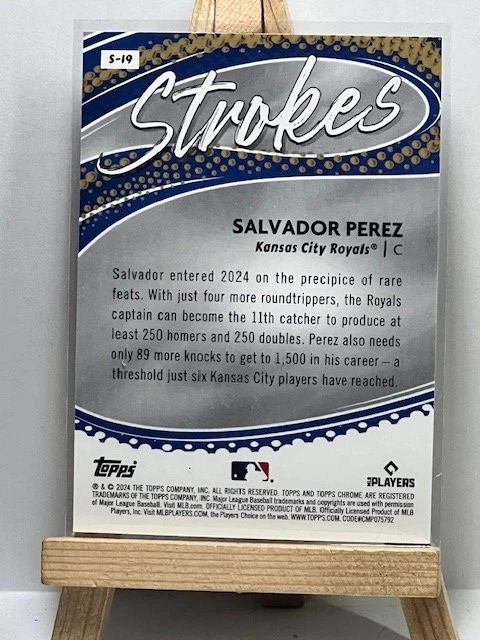 S-19
Strokes
SALVADOR PEREZ
Kansas City Royals® | C
Salvador entered 2024 on the precipice of rare
feats. With just four more roundtrippers, the Royals
captain can become the 11th catcher to produce at
least 250 homers and 250 doubles. Perez also needs
only 89 more knocks to get to 1,500 in his career – a
threshold just six Kansas City players have reached.
Topps
MLB PLAYERS
® & © 2024 THE TOPPS COMPANY, INC. ALL RIGHTS RESERVED. TOPPS AND TOPPS CHROME ARE REGISTERED
TRADEMARKS OF THE TOPPS COMPANY, INC. Major League Baseball trademarks and copyrights are used with permission
of Major League Baseball. Visit MLB.com. OFFICIALLY LICENSED PRODUCT OF MLB. Officially Licensed Product of MLB
Players, Inc. Visit MLBPLAYERS.COM, the Players Choice on the web. WWW.TOPPS.COM. CODE#CMP075792